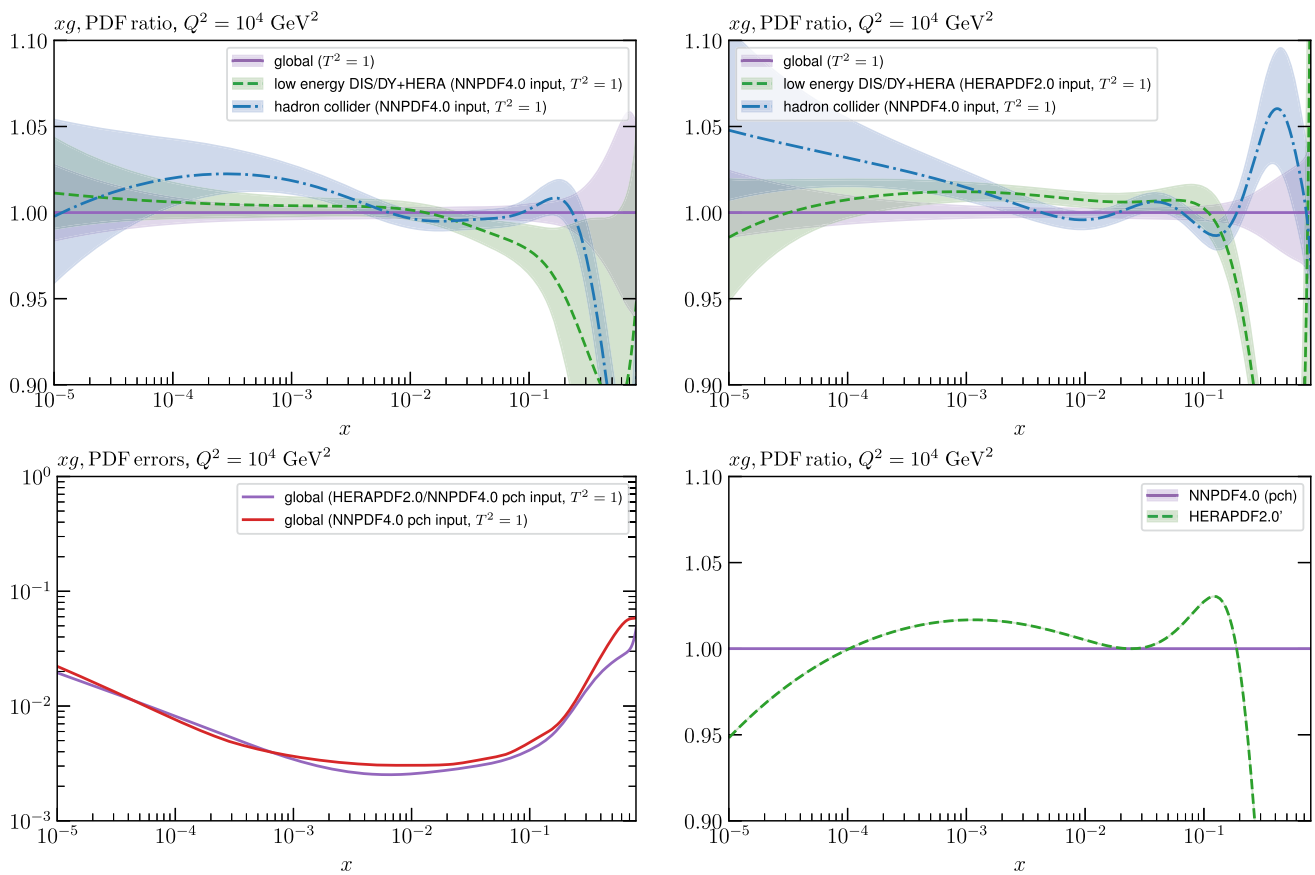 xg, PDF ratio, Q² = 10⁴ GeV²
1.10
1.05
1.00
0.95
0.90
global (T² = 1)
low energy DIS/DY+HERA (NNPDF4.0 input, T² = 1)
hadron collider (NNPDF4.0 input, T² = 1)
10⁻⁵ 10⁻⁴ 10⁻³ 10⁻² 10⁻¹
x
xg, PDF ratio, Q² = 10⁴ GeV²
1.10
1.05
1.00
0.95
0.90
global (T² = 1)
low energy DIS/DY+HERA (HERAPDF2.0 input, T² = 1)
hadron collider (NNPDF4.0 input, T² = 1)
10⁻⁵ 10⁻⁴ 10⁻³ 10⁻² 10⁻¹
x
xg, PDF errors, Q² = 10⁴ GeV²
10⁰
10⁻¹
10⁻²
10⁻³
global (HERAPDF2.0/NNPDF4.0 pch input, T² = 1)
global (NNPDF4.0 pch input, T² = 1)
10⁻⁵ 10⁻⁴ 10⁻³ 10⁻² 10⁻¹
x
xg, PDF ratio, Q² = 10⁴ GeV²
1.10
1.05
1.00
0.95
0.90
NNPDF4.0 (pch)
HERAPDF2.0'
10⁻⁵ 10⁻⁴ 10⁻³ 10⁻² 10⁻¹
x